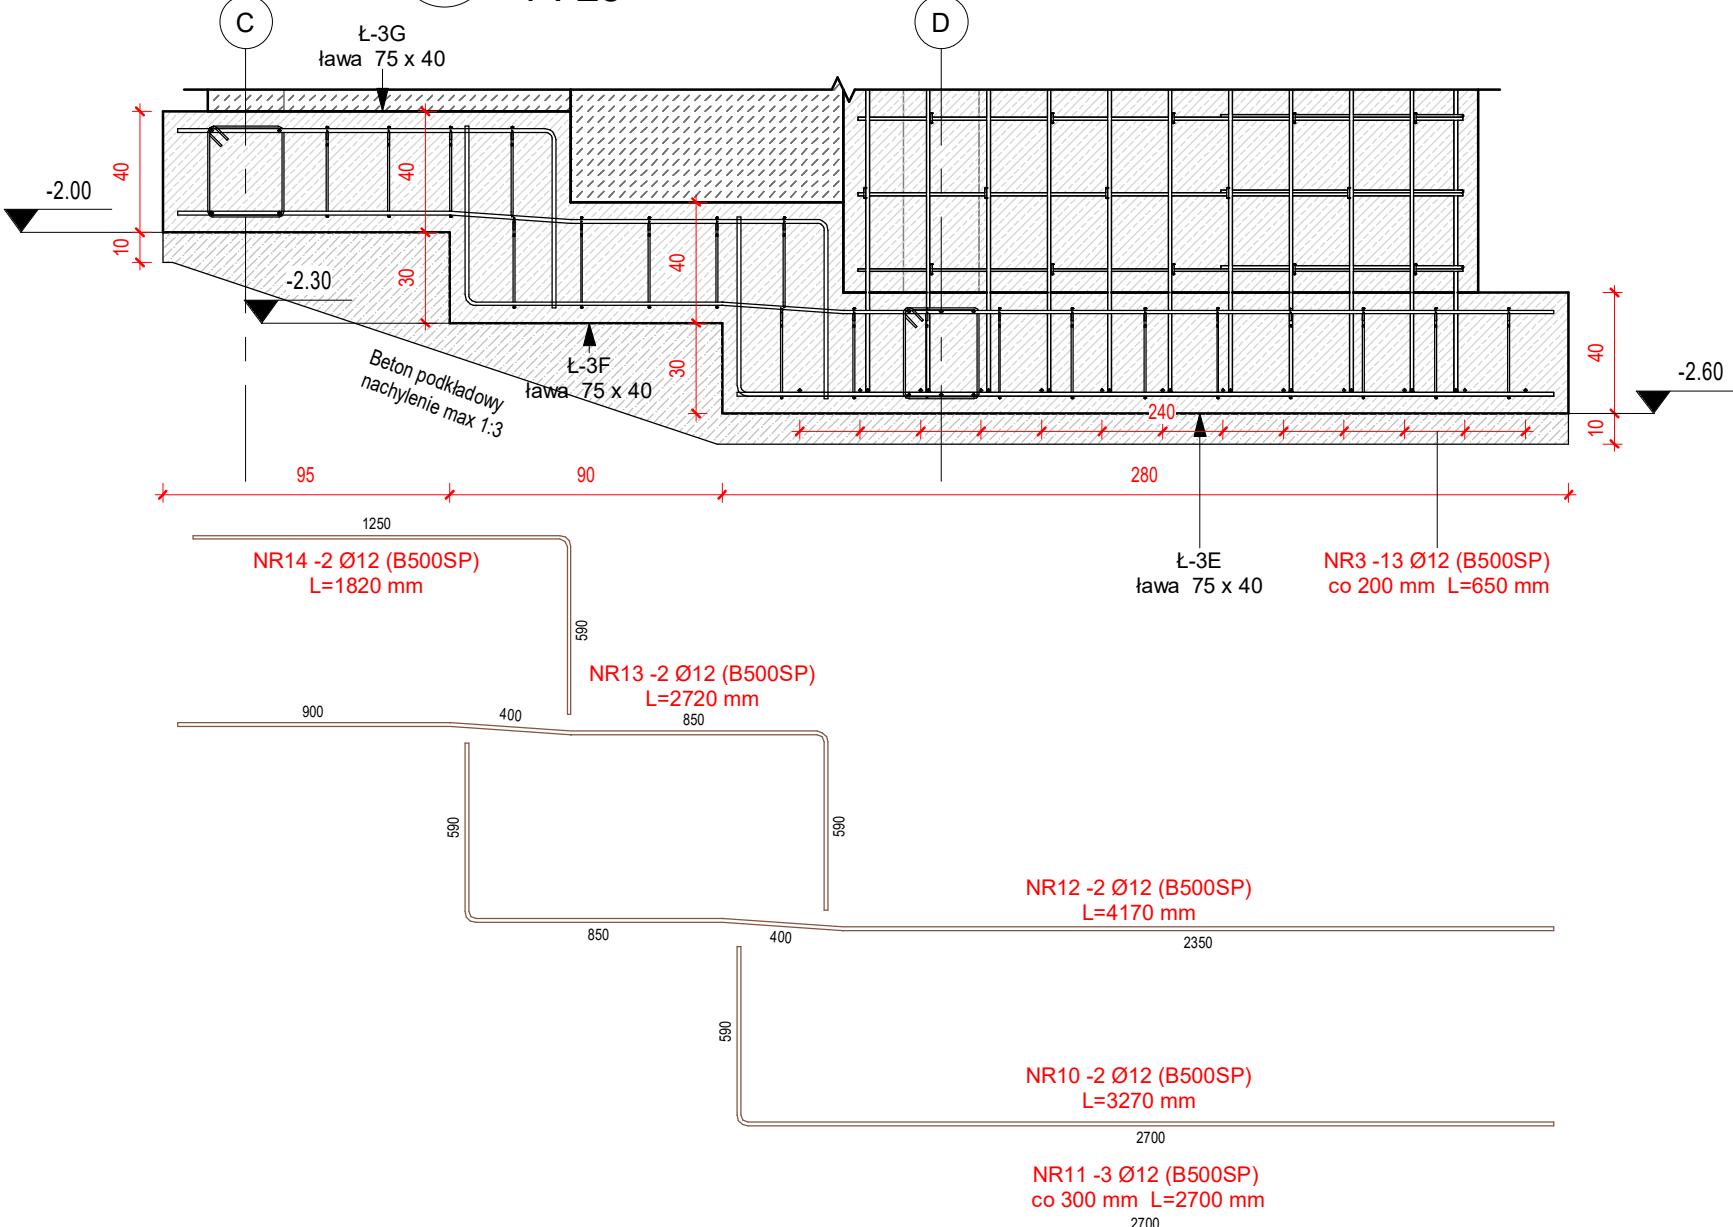 C
D
Ł-3G
ława 75 x 40
40
40
-2.00
10
30
40
-2.30
Beton podkładowy
nachylenie max 1:3
Ł-3F
ława 75 x 40
30
40
-2.60
240
10
95
90
280
1250
NR14 -2 Ø12 (B500SP)
L=1820 mm
Ł-3E
ława 75 x 40
NR3 -13 Ø12 (B500SP)
co 200 mm L=650 mm
590
NR13 -2 Ø12 (B500SP)
L=2720 mm
900
400
850
590
590
NR12 -2 Ø12 (B500SP)
L=4170 mm
850
400
2350
590
NR10 -2 Ø12 (B500SP)
L=3270 mm
2700
NR11 -3 Ø12 (B500SP)
co 300 mm L=2700 mm
2700